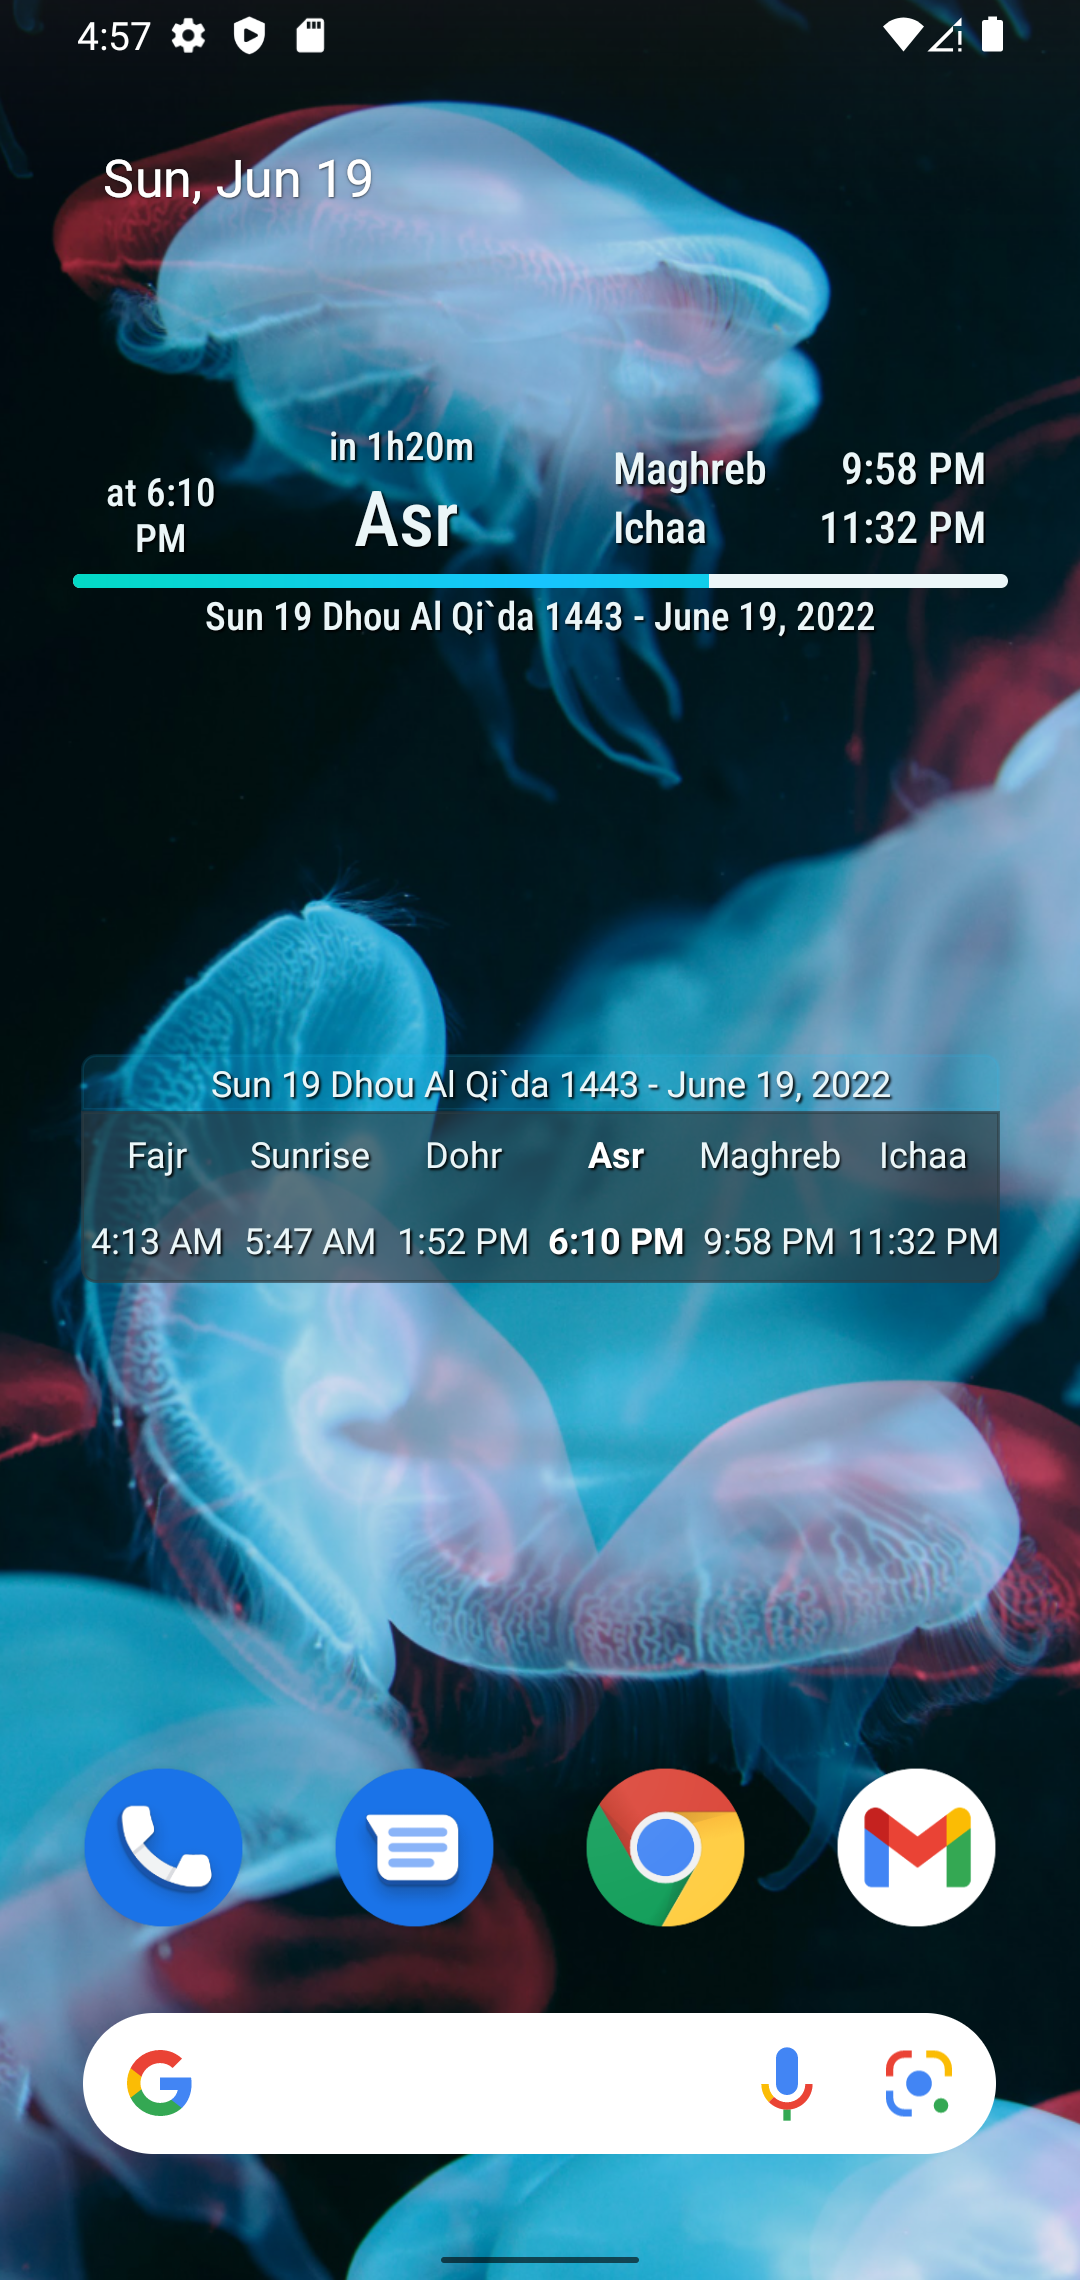 4:57
Sun, Jun 19
in 1h20m
at 6:10
PM
Asr
Maghreb 9:58 PM
Ichaa 11:32 PM
Sun 19 Dhou Al Qi`da 1443 - June 19, 2022
Sun 19 Dhou Al Qi`da 1443 - June 19, 2022
Fajr Sunrise Dohr Asr Maghreb Ichaa
4:13 AM 5:47 AM 1:52 PM 6:10 PM 9:58 PM 11:32 PM